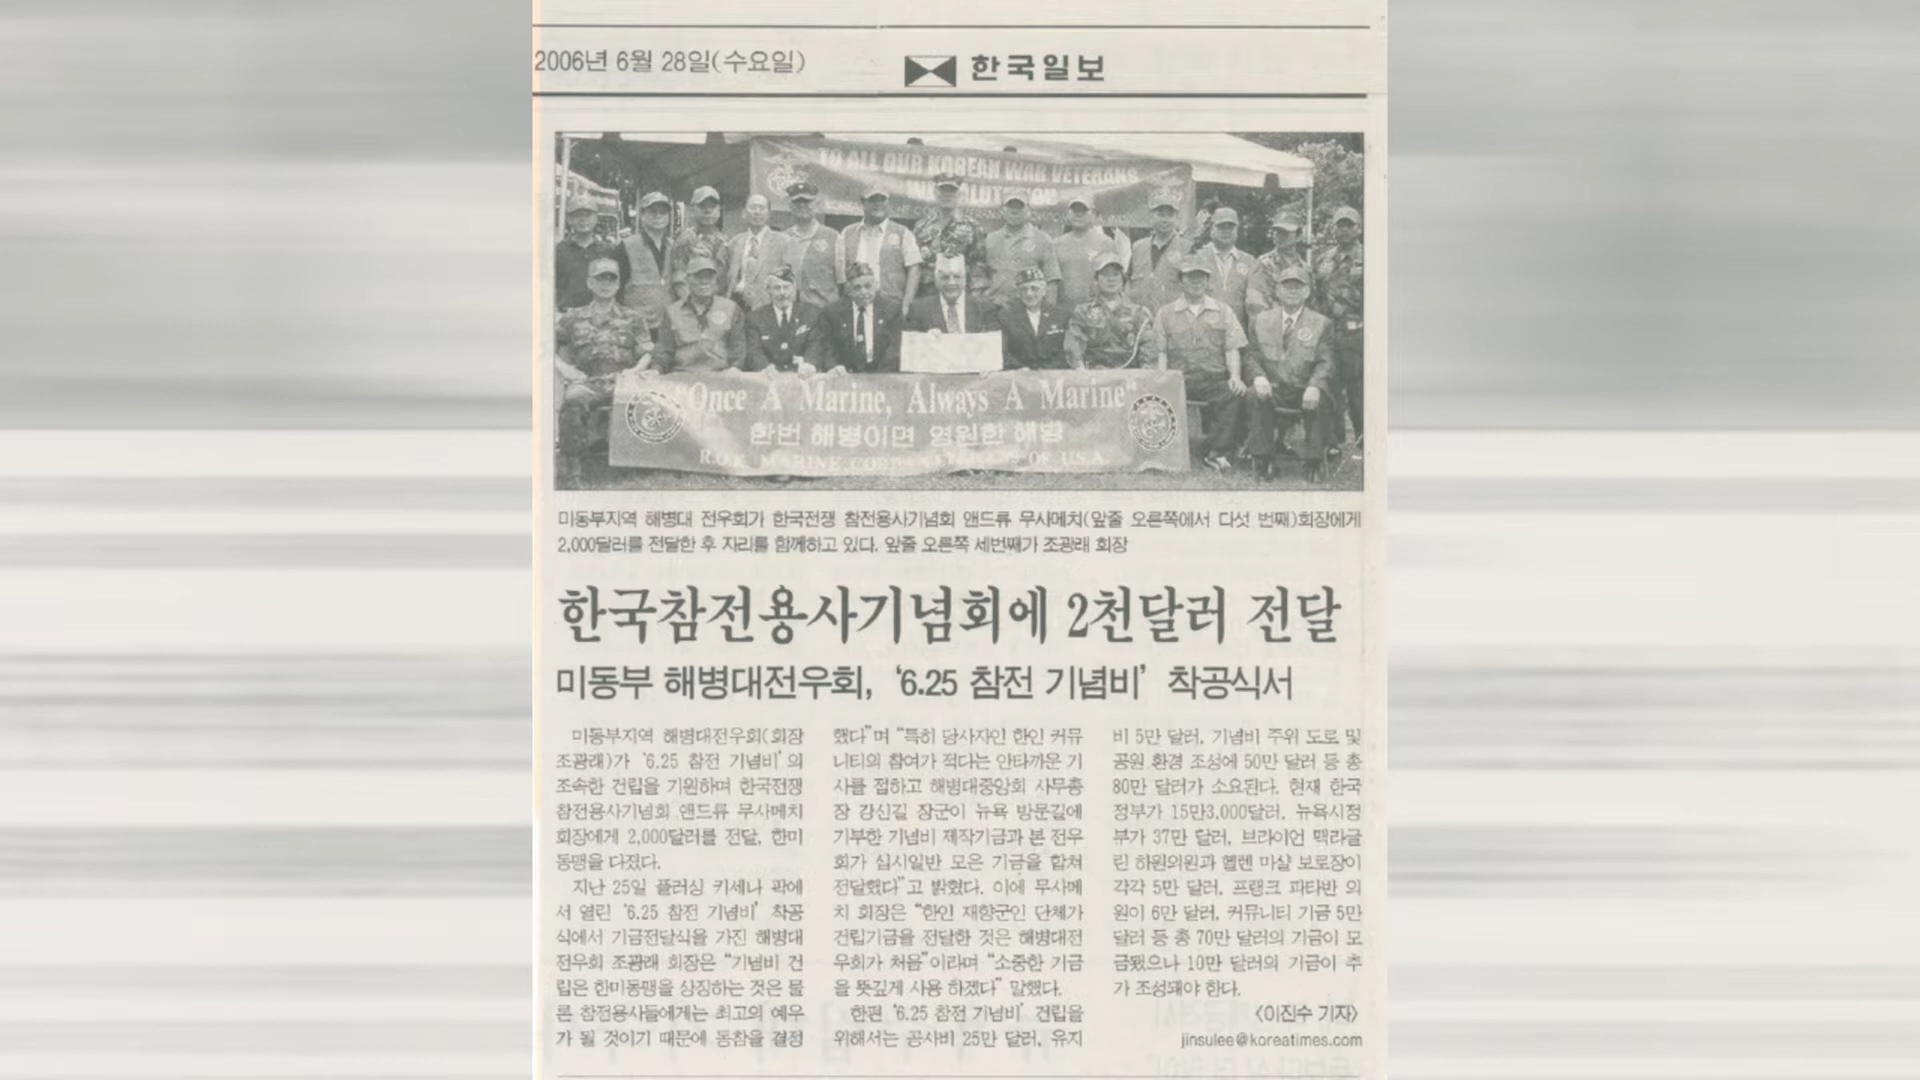 2006년 6월 28일(수요일)
한국일보
TO ALL OUR KOREAN WAR VETERANS
"Once A Marine, Always A Marine"
한번 해병이면 영원한 해병
R.O.K. MARINE CORPS OF U.S.A.
미동부지역 해병대 전우회가 한국전쟁 참전용사기념회 앤드류 무사메치(앞줄 오른쪽에서 다섯 번째)회장에게
2,000달러를 전달한 후 자리를 함께하고 있다. 앞줄 오른쪽 세번째가 조광래 회장
한국참전용사기념회에 2천달러 전달
미동부 해병대전우회, '6.25 참전 기념비' 착공식서
미동부지역 해병대전우회(회장
조광래)가 '6.25 참전 기념비'의
조속한 건립을 기원하며 한국전쟁
참전용사기념회 앤드류 무사메치
회장에게 2,000달러를 전달, 한미
동맹을 다졌다.
지난 25일 플러싱 키세나 팍에
서 열린 '6.25 참전 기념비' 착공
식에서 기금전달식을 가진 해병대
전우회 조광래 회장은 "기념비 건
립은 한미동맹을 상징하는 것은 물
론 참전용사들에게는 최고의 예우
가 될 것이기 때문에 동참을 결정
했다"며 "특히 당사자인 한인 커뮤
니티의 참여가 적다는 안타까운 기
사를 접하고 해병대중앙회 사무총
장 강신길 장군이 뉴욕 방문길에
기부한 기념비 제작기금과 본 전우
회가 십시일반 모은 기금을 합쳐
전달했다"고 밝혔다. 이에 무사메
치 회장은 "한인 재향군인 단체가
건립기금을 전달한 것은 해병대전
우회가 처음"이라며 "소중한 기금
을 뜻깊게 사용 하겠다" 말했다.
한편 '6.25 참전 기념비' 건립을
위해서는 공사비 25만 달러, 유지
비 5만 달러, 기념비 주위 도로 및
공원 환경 조성에 50만 달러 등 총
80만 달러가 소요된다. 현재 한국
정부가 15만3,000달러, 뉴욕시정
부가 37만 달러, 브라이언 맥라글
린 하원의원과 헬렌 마샬 보로장이
각각 5만 달러, 프랭크 파타반 의
원이 6만 달러, 커뮤니티 기금 5만
달러 등 총 70만 달러의 기금이 모
금됐으나 10만 달러의 기금이 추
가 조성돼야 한다.
<이진수 기자>
jinsulee@koreatimes.com